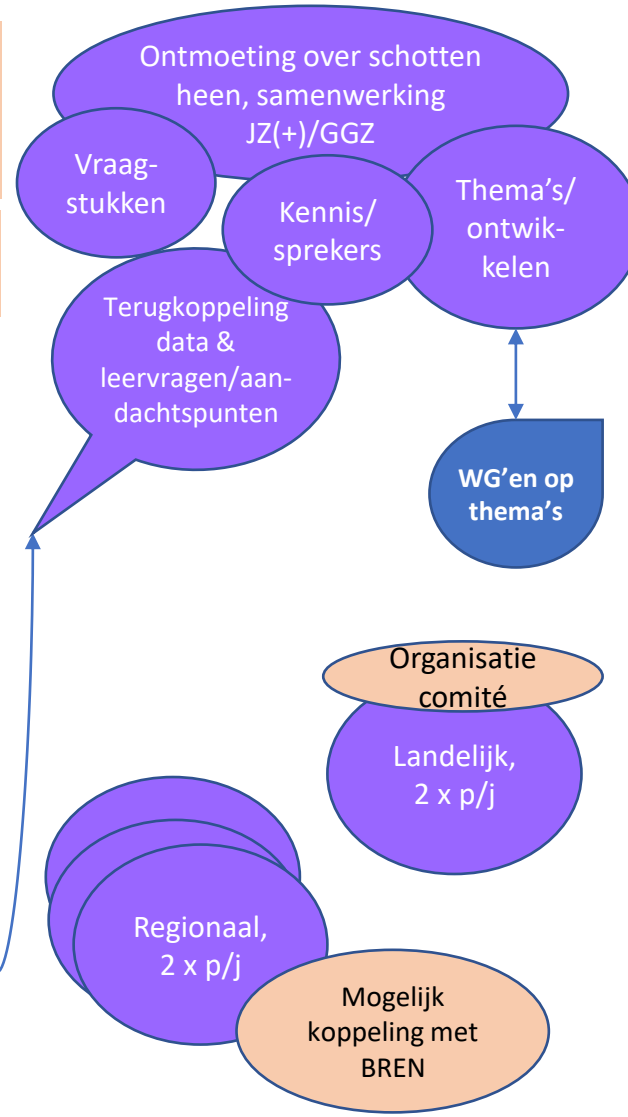 Ontmoeting over schotten
heen, samenwerking
JZ(+)/GGZ
Vraag-
stukken
Kennis/
sprekers
Thema's/
ontwik-
kelen
Terugkoppeling
data &
leervragen/aan-
dachtspunten
WG'en op
thema's
Organisatie
comité
Landelijk,
2 x p/j
Regionaal,
2 x p/j
Mogelijk
koppeling met
BREN